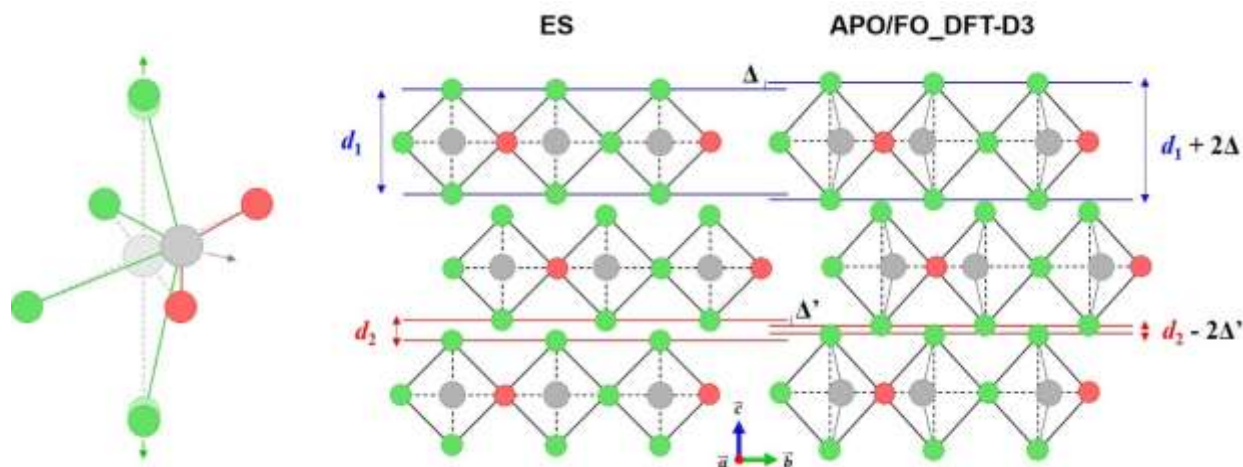 ES
APO/FO_DFT-D3
Δ
d₁
d₁ + 2Δ
Δ'
d₂
d₂ - 2Δ'
c
a
b